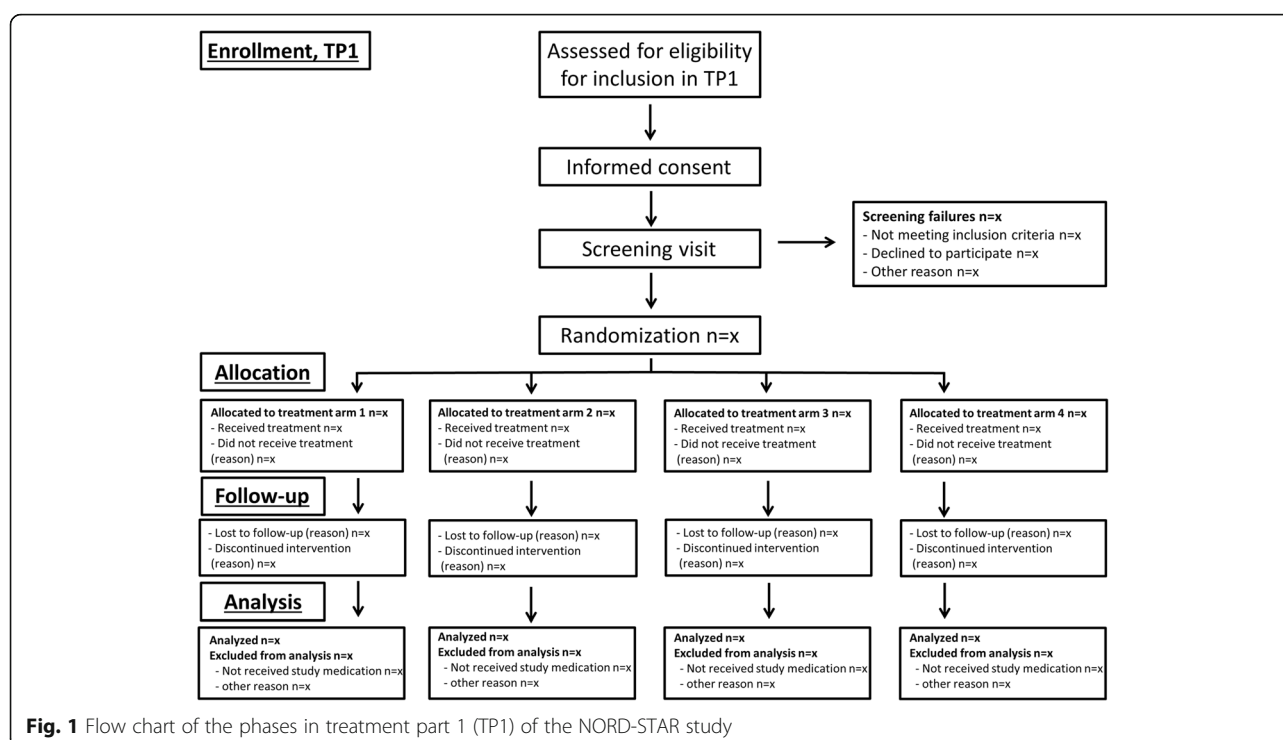 Enrollment, TP1
Assessed for eligibility
for inclusion in TP1
Informed consent
Screening visit
Screening failures n=x
- Not meeting inclusion criteria n=x
- Declined to participate n=x
- Other reason n=x
Randomization n=x
Allocation
Allocated to treatment arm 1 n=x
- Received treatment n=x
- Did not receive treatment
(reason) n=x
Allocated to treatment arm 2 n=x
- Received treatment n=x
- Did not receive treatment
(reason) n=x
Allocated to treatment arm 3 n=x
- Received treatment n=x
- Did not receive treatment
(reason) n=x
Allocated to treatment arm 4 n=x
- Received treatment n=x
- Did not receive treatment
(reason) n=x
Follow-up
- Lost to follow-up (reason) n=x
- Discontinued intervention
(reason) n=x
- Lost to follow-up (reason) n=x
- Discontinued intervention
(reason) n=x
- Lost to follow-up (reason) n=x
- Discontinued intervention
(reason) n=x
- Lost to follow-up (reason) n=x
- Discontinued intervention
(reason) n=x
Analysis
Analyzed n=x
Excluded from analysis n=x
- Not received study medication n=x
- other reason n=x
Analyzed n=x
Excluded from analysis n=x
- Not received study medication n=x
- other reason n=x
Analyzed n=x
Excluded from analysis n=x
- Not received study medication n=x
- other reason n=x
Analyzed n=x
Excluded from analysis n=x
- Not received study medication n=x
- other reason n=x
Fig. 1 Flow chart of the phases in treatment part 1 (TP1) of the NORD-STAR study